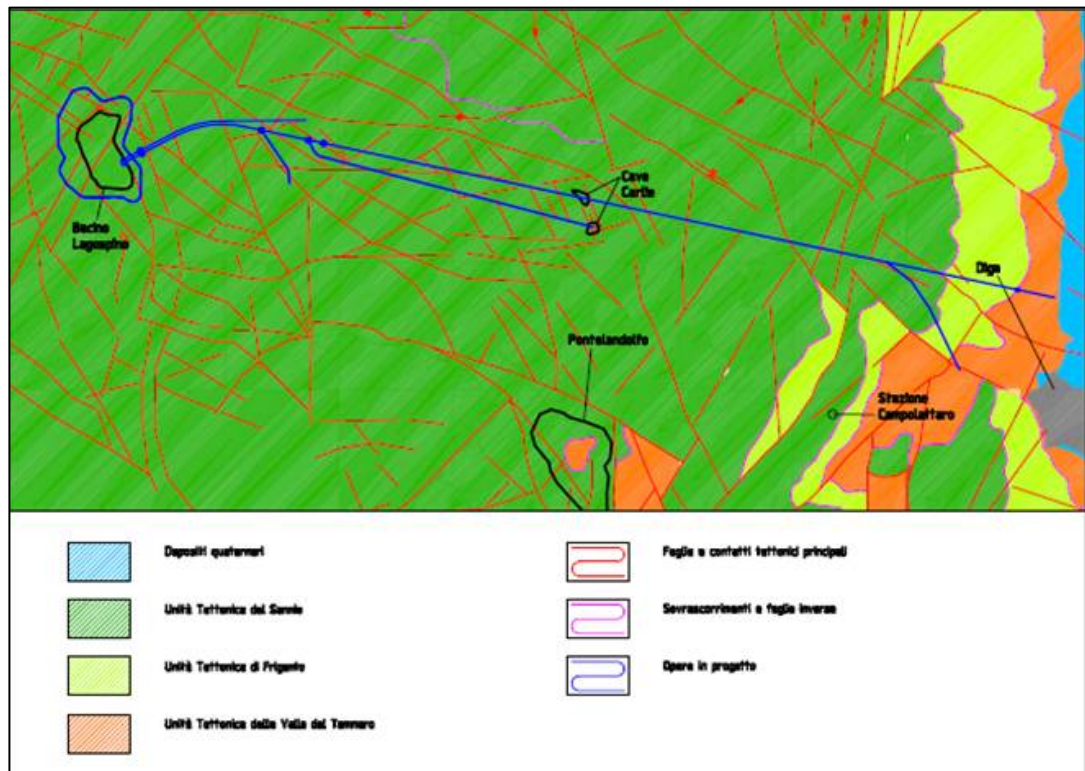 Bacino
Lagospino
Cave
Carile
Diga
Pontelandolfo
Stazione
Campolattaro
Depositi quaternari
Faglie e contatti tettonici principali
Unità Tettonica del Sannio
Sovrascorrimenti e faglie inverse
Unità Tettonica di Frigento
Opere in progetto
Unità Tettonica della Valle del Tammaro